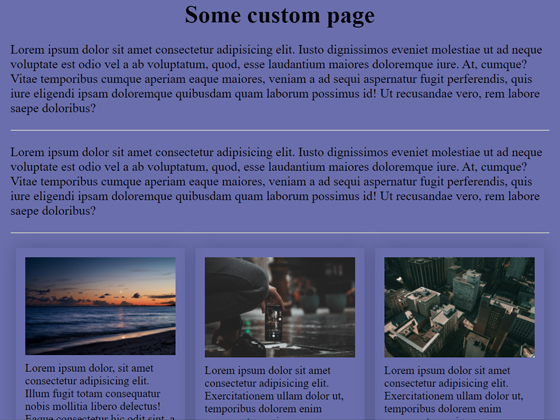 Some custom page
Lorem ipsum dolor sit amet consectetur adipisicing elit. Iusto dignissimos eveniet molestiae ut ad neque
voluptate est odio vel a ab voluptatum, quod, esse laudantium maiores doloremque iure. At, cumque?
Vitae temporibus cumque aperiam eaque maiores, veniam a ad sequi aspernatur fugit perferendis, quis
iure eligendi ipsam doloremque quibusdam quam laborum possimus id! Ut recusandae vero, rem labore
saepe doloribus?
Lorem ipsum dolor sit amet consectetur adipisicing elit. Iusto dignissimos eveniet molestiae ut ad neque
voluptate est odio vel a ab voluptatum, quod, esse laudantium maiores doloremque iure. At, cumque?
Vitae temporibus cumque aperiam eaque maiores, veniam a ad sequi aspernatur fugit perferendis, quis
iure eligendi ipsam doloremque quibusdam quam laborum possimus id! Ut recusandae vero, rem labore
saepe doloribus?
Lorem ipsum dolor, sit amet
consectetur adipisicing elit.
Illum fugit totam consequatur
nobis mollitia libero delectus!
Eaque consectetur hic odit sint, a
Lorem ipsum dolor sit amet
consectetur adipisicing elit.
Exercitationem ullam dolor ut,
temporibus dolorem enim
Lorem ipsum dolor sit amet
consectetur adipisicing elit.
Exercitationem ullam dolor ut,
temporibus dolorem enim